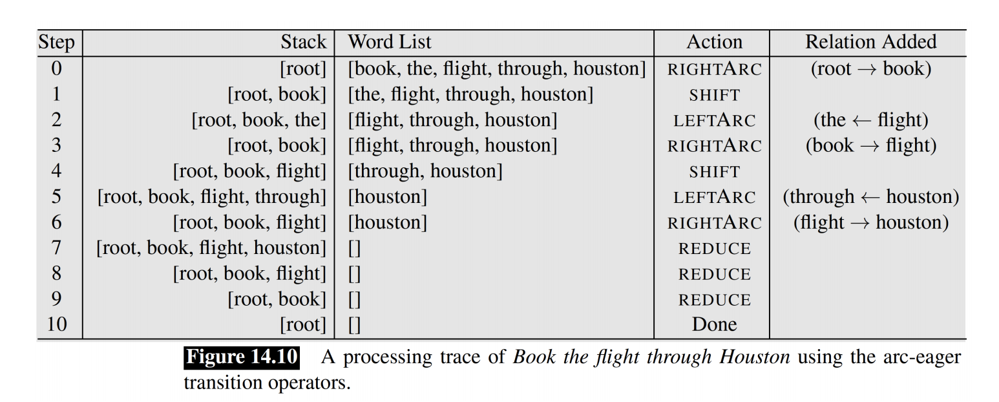 Step Stack Word List Action Relation Added
0 [root] [book, the, flight, through, houston] RIGHTARC (root → book)
1 [root, book] [the, flight, through, houston] SHIFT
2 [root, book, the] [flight, through, houston] LEFTARC (the ← flight)
3 [root, book] [flight, through, houston] RIGHTARC (book → flight)
4 [root, book, flight] [through, houston] SHIFT
5 [root, book, flight, through] [houston] LEFTARC (through ← houston)
6 [root, book, flight] [houston] RIGHTARC (flight → houston)
7 [root, book, flight, houston] [] REDUCE
8 [root, book, flight] [] REDUCE
9 [root, book] [] REDUCE
10 [root] [] Done
Figure 14.10 A processing trace of Book the flight through Houston using the arc-eager
transition operators.